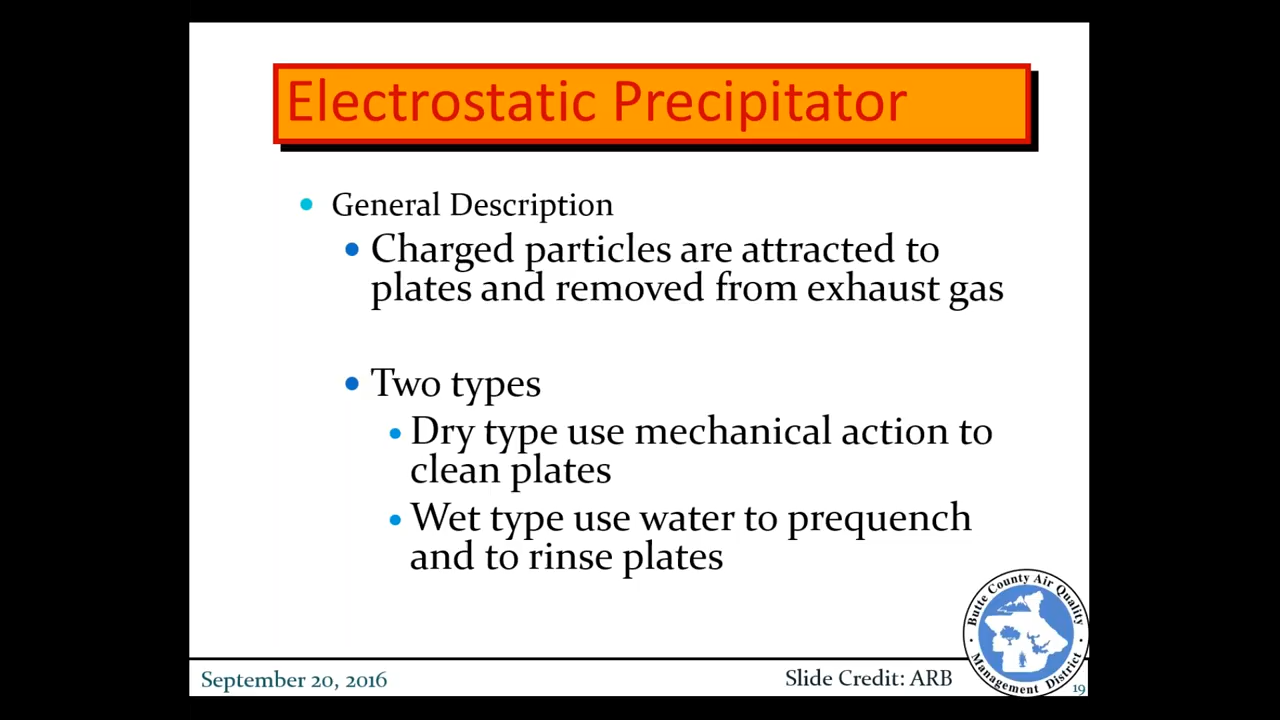 Electrostatic Precipitator
General Description
Charged particles are attracted to
plates and removed from exhaust gas
Two types
Dry type use mechanical action to
clean plates
Wet type use water to prequench
and to rinse plates
Butte County Air Quality
Management District
September 20, 2016
Slide Credit: ARB
19